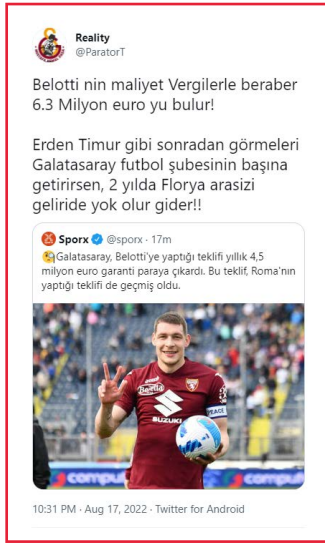 Reality
@ParatorT
Belotti nin maliyet Vergilerle beraber
6.3 Milyon euro yu bulur!
Erden Timur gibi sonradan görmeleri
Galatasaray futbol şubesinin başına
getirirsen, 2 yılda Florya arasizi
geliride yok olur gider!!
Sporx @sporx · 17m
Galatasaray, Belotti'ye yaptığı teklifi yıllık 4,5
milyon euro garanti paraya çıkardı. Bu teklif, Roma'nın
yaptığı teklifi de geçmiş oldu.
Beretta
SUZUKI
PEACE
10:31 PM · Aug 17, 2022 · Twitter for Android